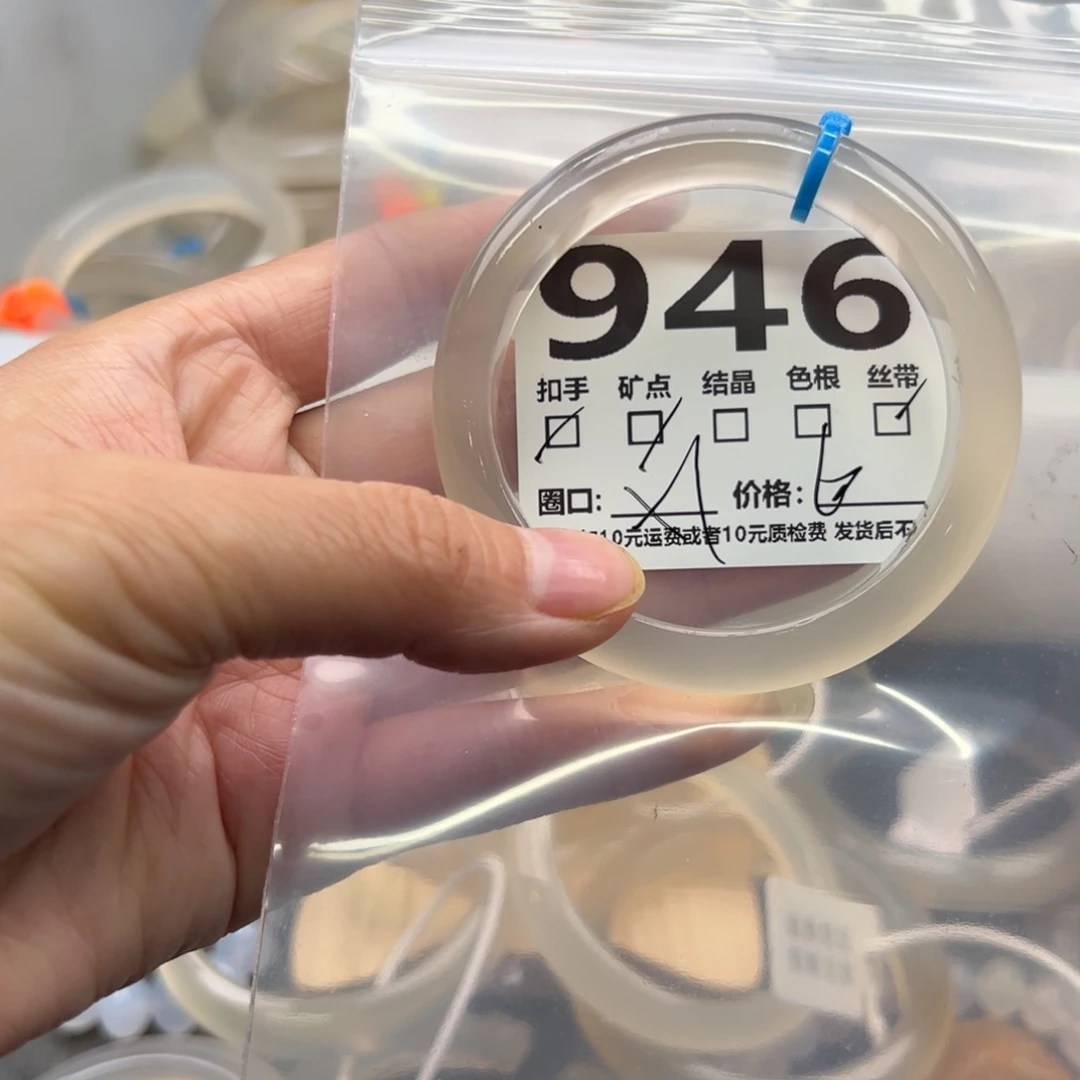 946
扣手 矿点 结晶 色根 丝带
圈口: 价格:
10元运费或者10元质检费 发货后不